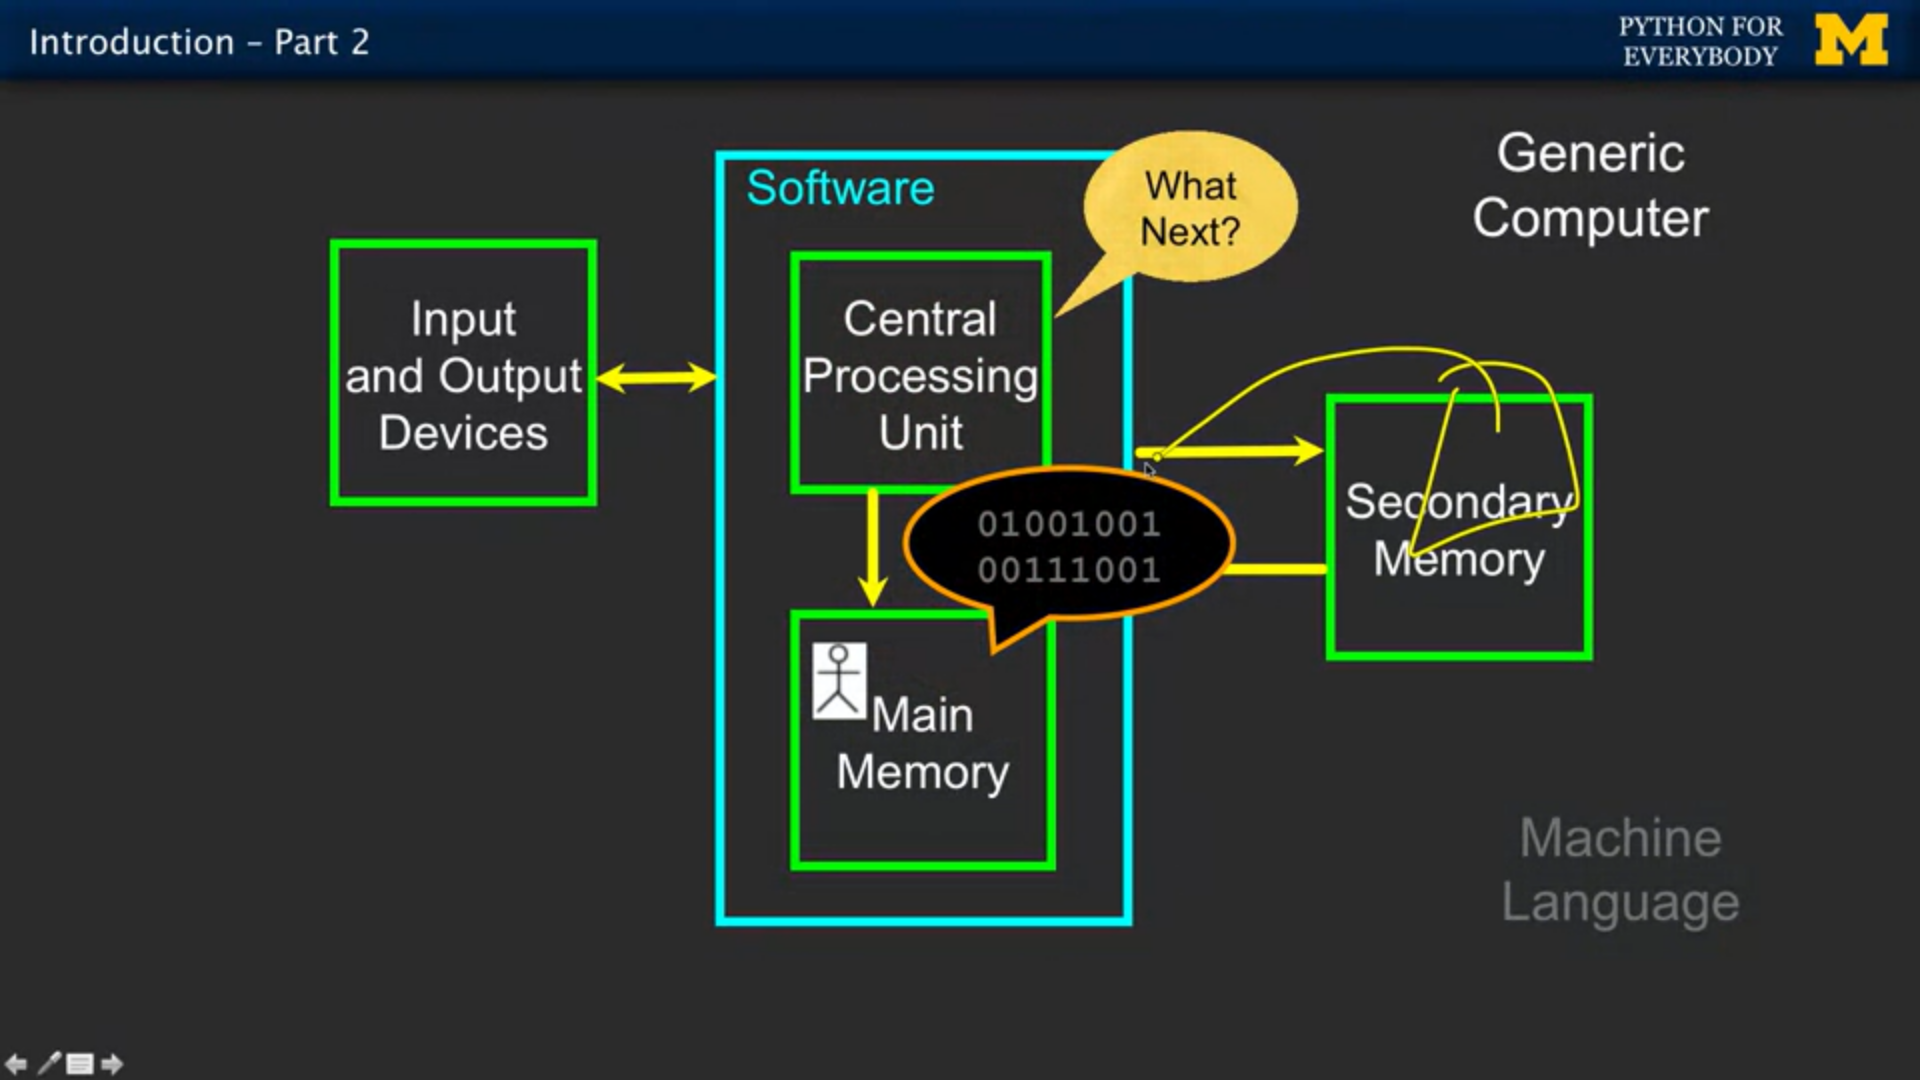 Introduction – Part 2
PYTHON FOR
EVERYBODY
M
Generic
Computer
Software
What
Next?
Input
and Output
Devices
Central
Processing
Unit
01001001
00111001
Secondary
Memory
Main
Memory
Machine
Language